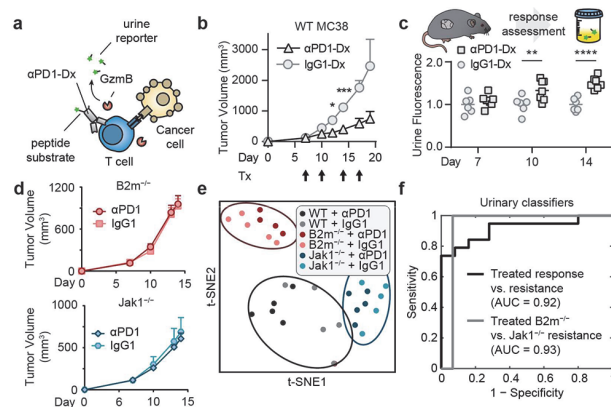 a
urine
reporter
αPD1-Dx
GzmB
peptide
substrate
T cell
Cancer
cell
b
WT MC38
αPD1-Dx
IgG1-Dx
Tumor Volume (mm³)
3000
2000
1000
0
*
***
Day 0 5 10 15 20
Tx
c
response
assessment
αPD1-Dx
IgG1-Dx
**
****
Urine Fluorescence
2.0
1.0
0
Day 7 10 14
d
B2m⁻/⁻
αPD1
IgG1
Tumor Volume
(mm³)
1200
600
0
Day 0 5 10 15
Jak1⁻/⁻
αPD1
IgG1
Tumor Volume
(mm³)
1000
500
0
Day 0 5 10 15
e
WT + αPD1
WT + IgG1
B2m⁻/⁻ + αPD1
B2m⁻/⁻ + IgG1
Jak1⁻/⁻ + αPD1
Jak1⁻/⁻ + IgG1
t-SNE2
t-SNE1
f
Urinary classifiers
Sensitivity
1
0.8
0.6
0.4
0.2
0
Treated response
vs. resistance
(AUC = 0.92)
Treated B2m⁻/⁻
vs. Jak1⁻/⁻ resistance
(AUC = 0.93)
0 0.2 0.4 0.6 0.8 1
1 − Specificity